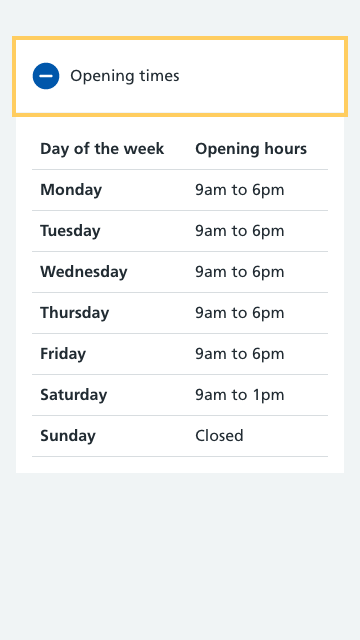 Opening times
Day of the week Opening hours
Monday 9am to 6pm
Tuesday 9am to 6pm
Wednesday 9am to 6pm
Thursday 9am to 6pm
Friday 9am to 6pm
Saturday 9am to 1pm
Sunday Closed